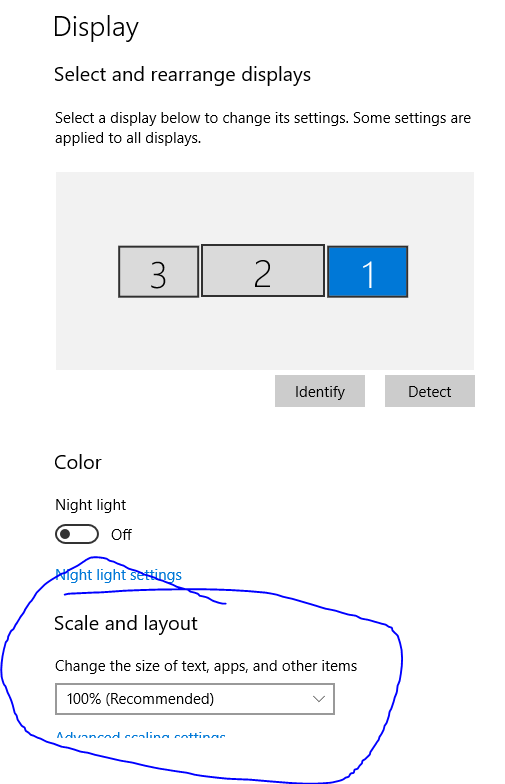 Display
Select and rearrange displays
Select a display below to change its settings. Some settings are
applied to all displays.
3 2 1
Identify Detect
Color
Night light
Off
Night light settings
Scale and layout
Change the size of text, apps, and other items
100% (Recommended)
Advanced scaling settings